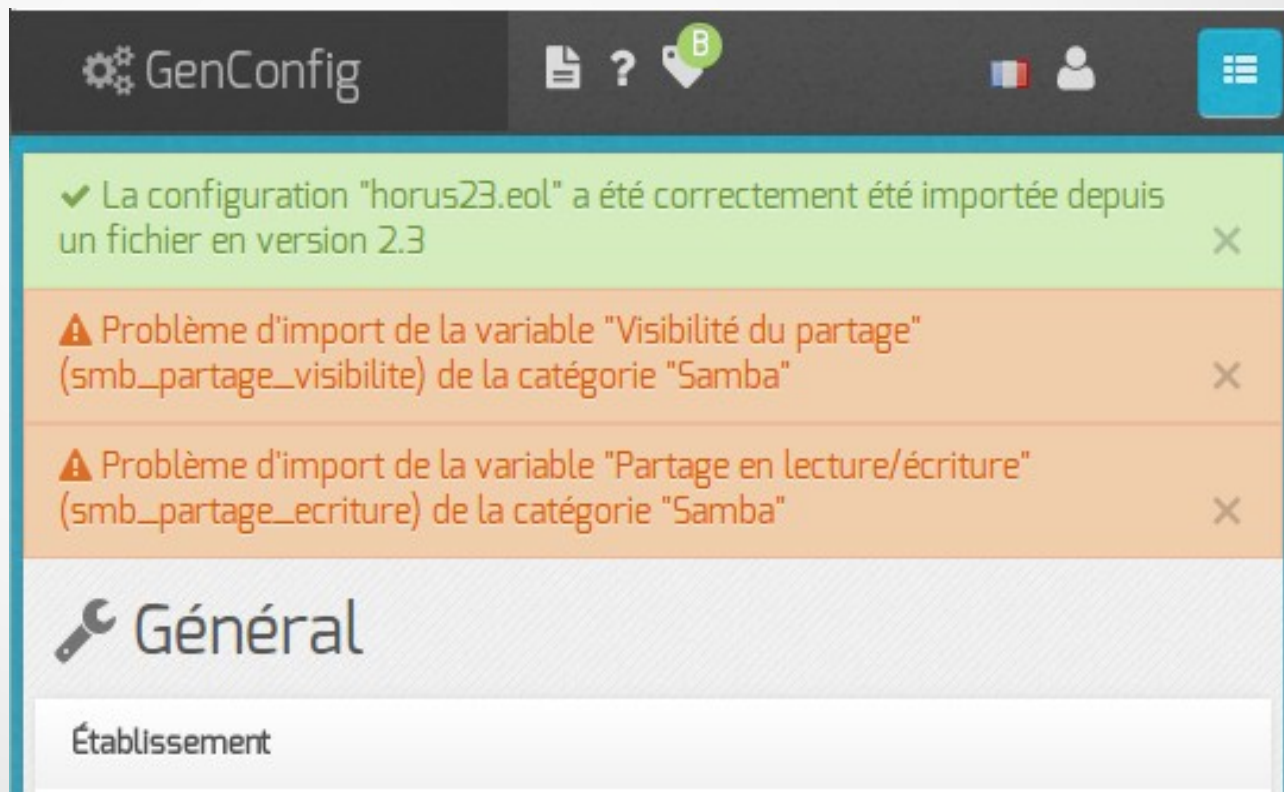 GenConfig
?
B
La configuration "horus23.eol" a été correctement été importée depuis
un fichier en version 2.3
×
Problème d'import de la variable "Visibilité du partage"
(smb_partage_visibilite) de la catégorie "Samba"
×
Problème d'import de la variable "Partage en lecture/écriture"
(smb_partage_ecriture) de la catégorie "Samba"
×
Général
Établissement